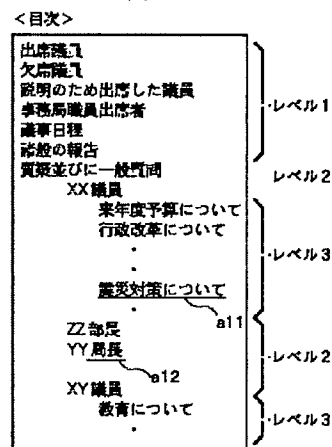 <目次>
出席議員
欠席議員
説明のため出席した議員
事務局職員出席者
議事日程
諸般の報告
レベル1
質疑並びに一般質問
レベル2
XX議員
来年度予算について
行政改革について
・
・
レベル3
震災対策について
a11
ZZ部長
YY局長
レベル2
a12
XY議員
教育について
レベル3
・